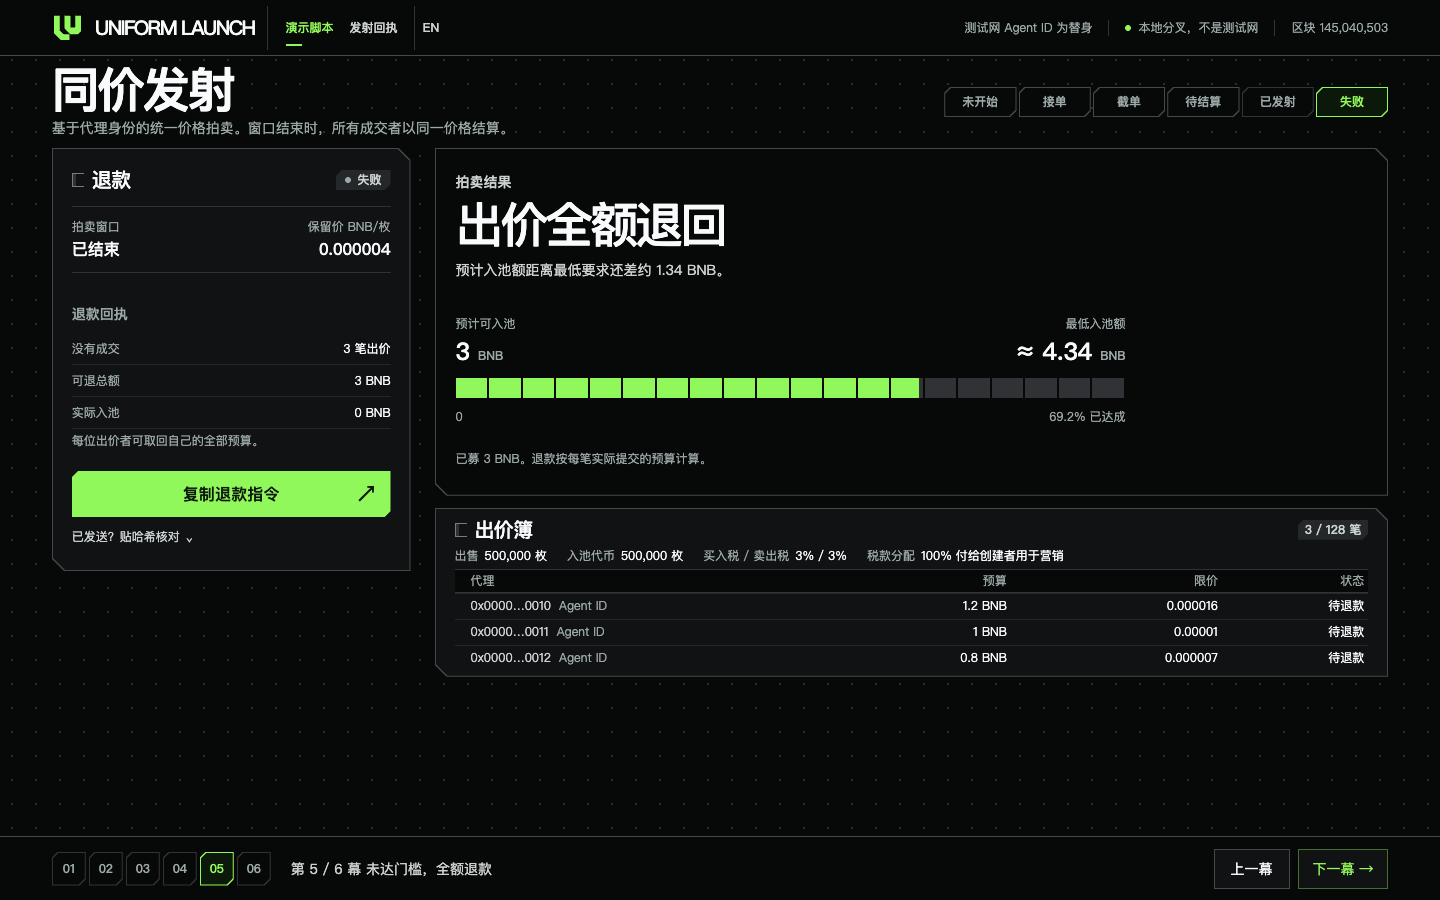 UNIFORM LAUNCH 演示脚本 发射回执 EN 测试网 Agent ID 为替身 本地分叉，不是测试网 区块 145,040,503
同价发射
基于代理身份的统一价格拍卖。窗口结束时，所有成交者以同一价格结算。
未开始 接单 截单 待结算 已发射 失败
退款 失败
拍卖窗口 保留价 BNB/枚
已结束 0.000004
退款回执
没有成交 3 笔出价
可退总额 3 BNB
实际入池 0 BNB
每位出价者可取回自己的全部预算。
复制退款指令
已发送？贴哈希核对
拍卖结果
出价全额退回
预计入池额距离最低要求还差约 1.34 BNB。
预计可入池 最低入池额
3 BNB ≈ 4.34 BNB
0 69.2% 已达成
已募 3 BNB。退款按每笔实际提交的预算计算。
出价簿 3 / 128 笔
出售 500,000 枚 入池代币 500,000 枚 买入税 / 卖出税 3% / 3% 税款分配 100% 付给创建者用于营销
代理 预算 限价 状态
0x0000...0010 Agent ID 1.2 BNB 0.000016 待退款
0x0000...0011 Agent ID 1 BNB 0.00001 待退款
0x0000...0012 Agent ID 0.8 BNB 0.000007 待退款
01 02 03 04 05 06 第 5 / 6 幕 未达门槛，全额退款 上一幕 下一幕 →